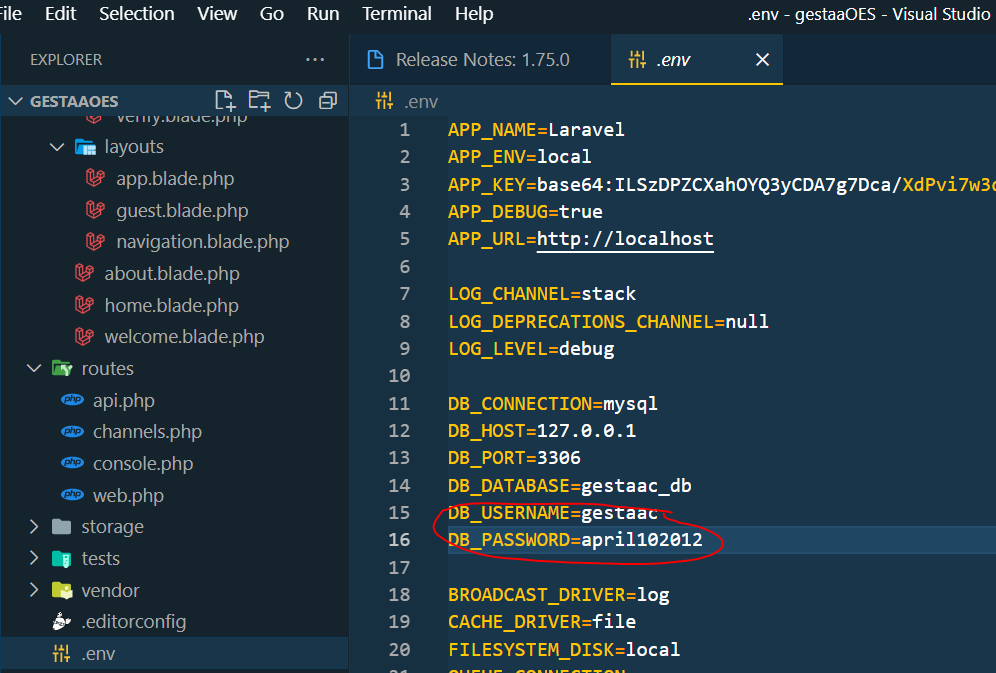 File Edit Selection View Go Run Terminal Help .env - gestaaOES - Visual Studio
EXPLORER ...
Release Notes: 1.75.0
.env
GESTAAOES
.env
verify.blade.php
layouts
app.blade.php
guest.blade.php
navigation.blade.php
about.blade.php
home.blade.php
welcome.blade.php
routes
php api.php
php channels.php
php console.php
php web.php
storage
tests
vendor
.editorconfig
.env
1 APP_NAME=Laravel
2 APP_ENV=local
3 APP_KEY=base64:ILSzDPZCXahOYQ3yCDA7g7Dca/XdPvi7w3
4 APP_DEBUG=true
5 APP_URL=http://localhost
6
7 LOG_CHANNEL=stack
8 LOG_DEPRECATIONS_CHANNEL=null
9 LOG_LEVEL=debug
10
11 DB_CONNECTION=mysql
12 DB_HOST=127.0.0.1
13 DB_PORT=3306
14 DB_DATABASE=gestaac_db
15 DB_USERNAME=gestaac
16 DB_PASSWORD=april102012
17
18 BROADCAST_DRIVER=log
19 CACHE_DRIVER=file
20 FILESYSTEM_DISK=local